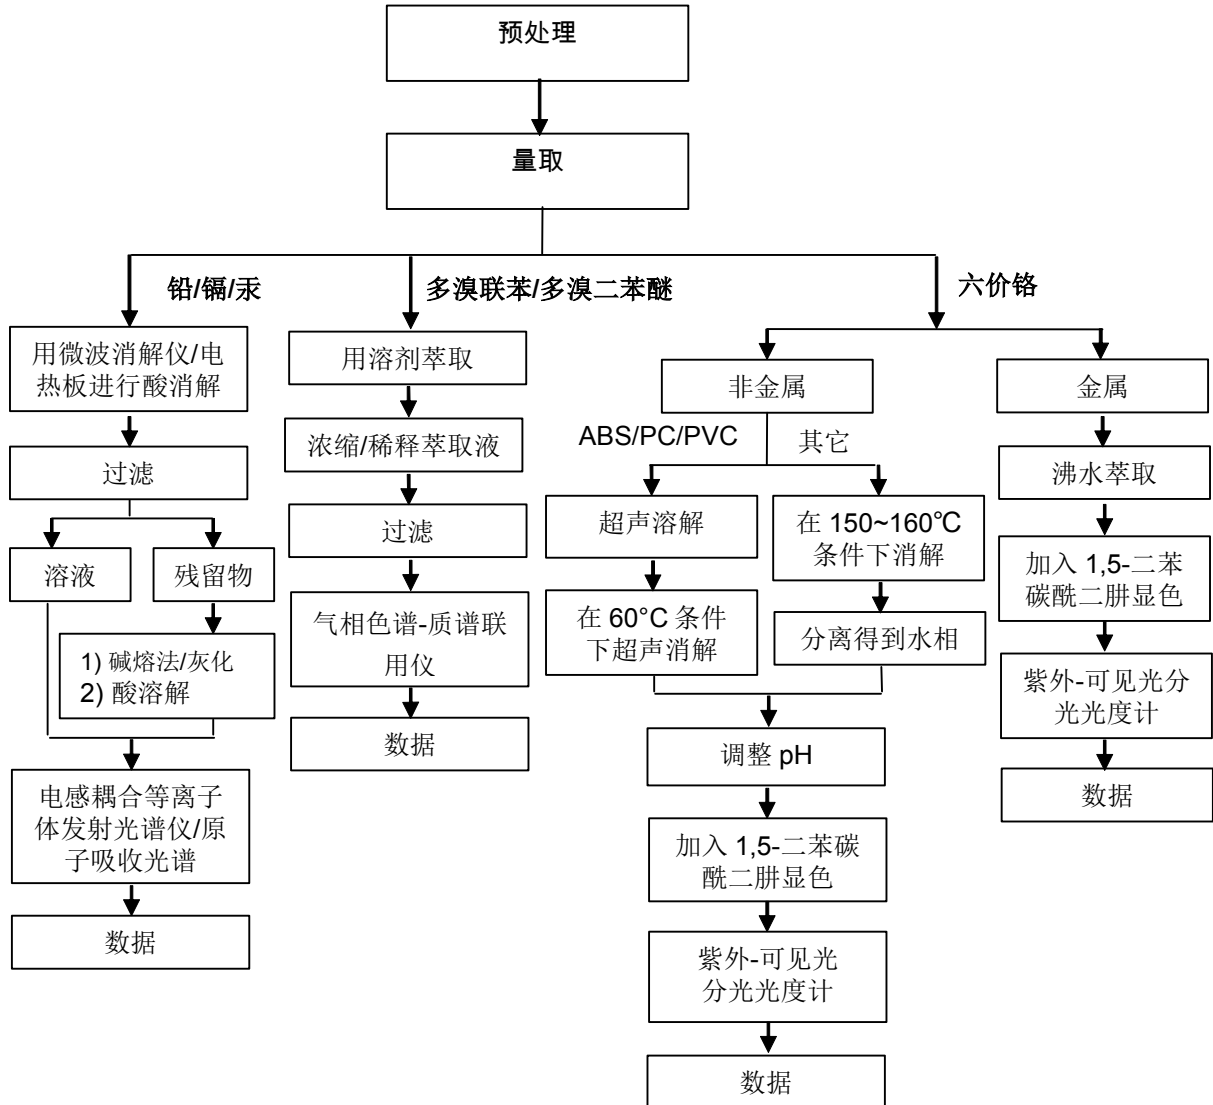 预处理
量取
铅/镉/汞
多溴联苯/多溴二苯醚
六价铬
用微波消解仪/电
热板进行酸消解
过滤
溶液
残留物
1) 碱熔法/灰化
2) 酸溶解
电感耦合等离子
体发射光谱仪/原
子吸收光谱
数据
用溶剂萃取
浓缩/稀释萃取液
过滤
气相色谱-质谱联
用仪
数据
非金属
ABS/PC/PVC
其它
超声溶解
在 60°C 条件
下超声消解
在 150~160℃
条件下消解
分离得到水相
调整 pH
加入 1,5-二苯碳
酰二肼显色
紫外-可见光
分光光度计
数据
金属
沸水萃取
加入 1,5-二苯
碳酰二肼显色
紫外-可见光分
光光度计
数据